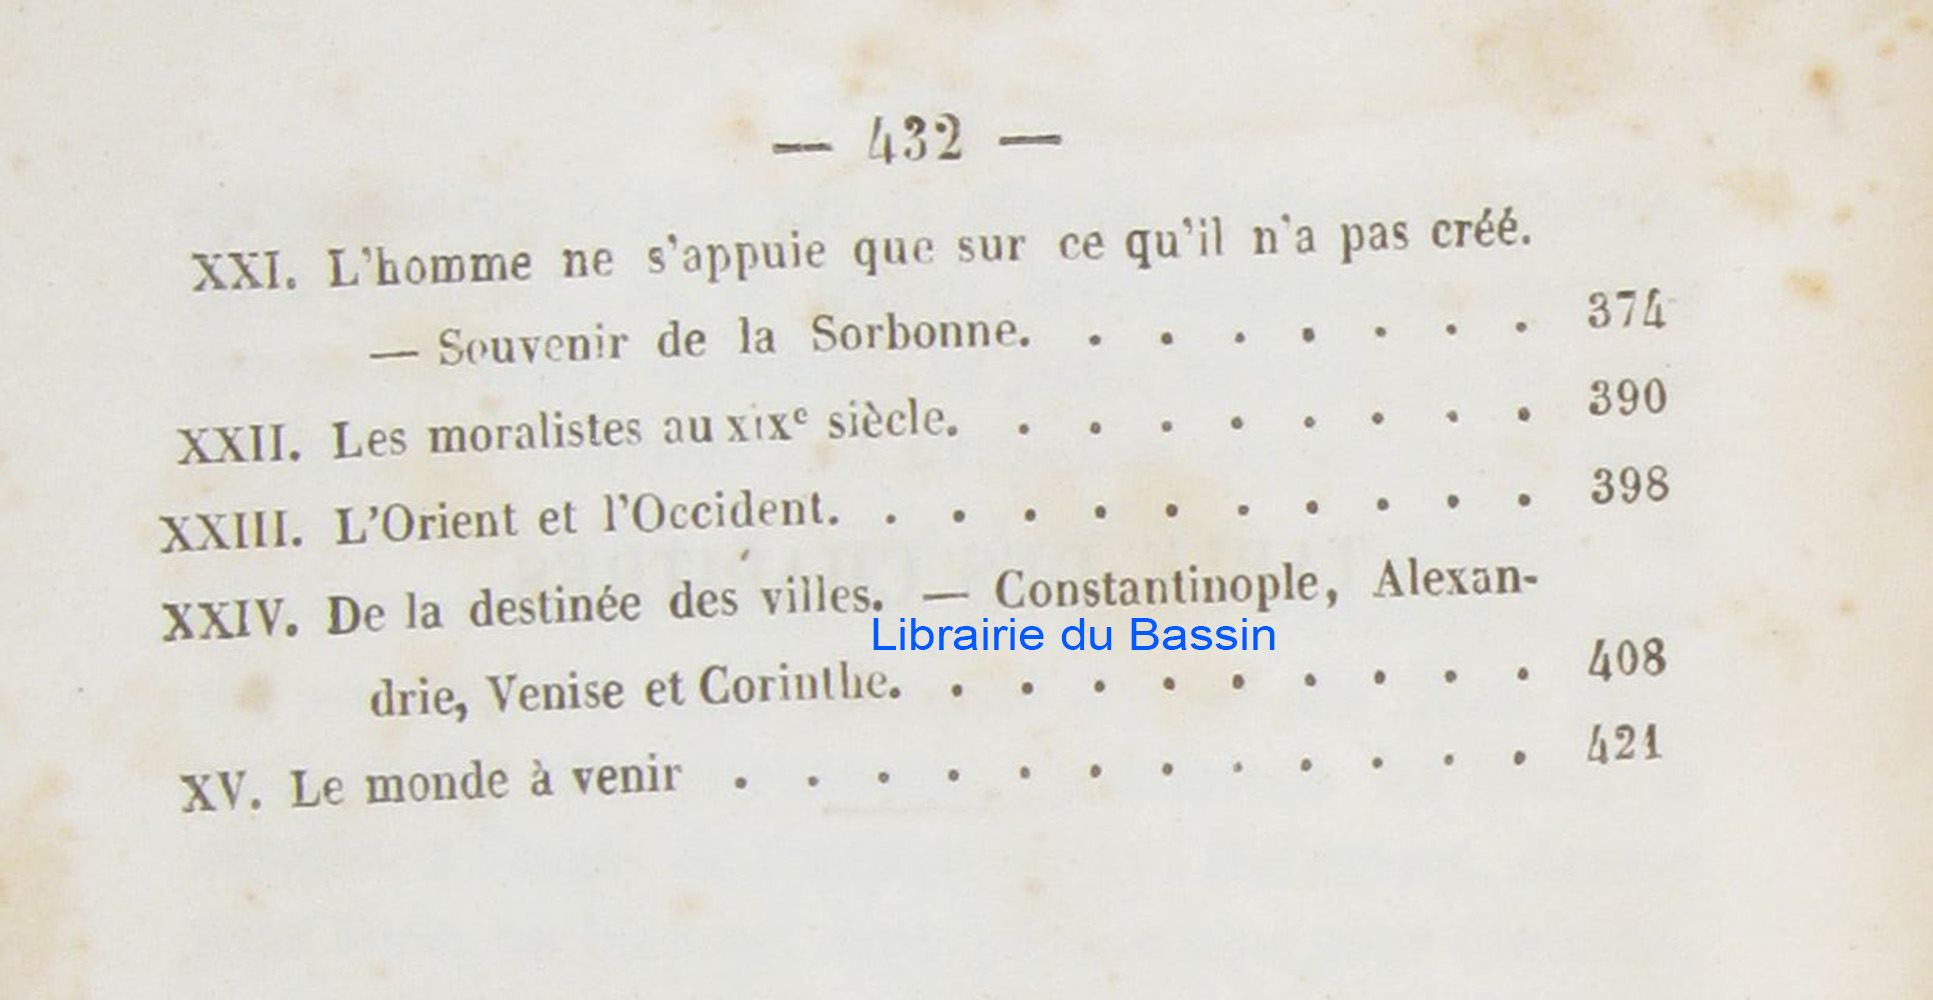 — 432 —
XXI. L'homme ne s'appuie que sur ce qu'il n'a pas créé.
— Souvenir de la Sorbonne. . . . . . . . 374
XXII. Les moralistes au XIXe siècle. . . . . . . . . 390
XXIII. L'Orient et l'Occident. . . . . . . . . . . 398
XXIV. De la destinée des villes. — Constantinople, Alexan-
Librairie du Bassin
drie, Venise et Corinthe. . . . . . . . . . 408
XV. Le monde à venir . . . . . . . . . . . . 421